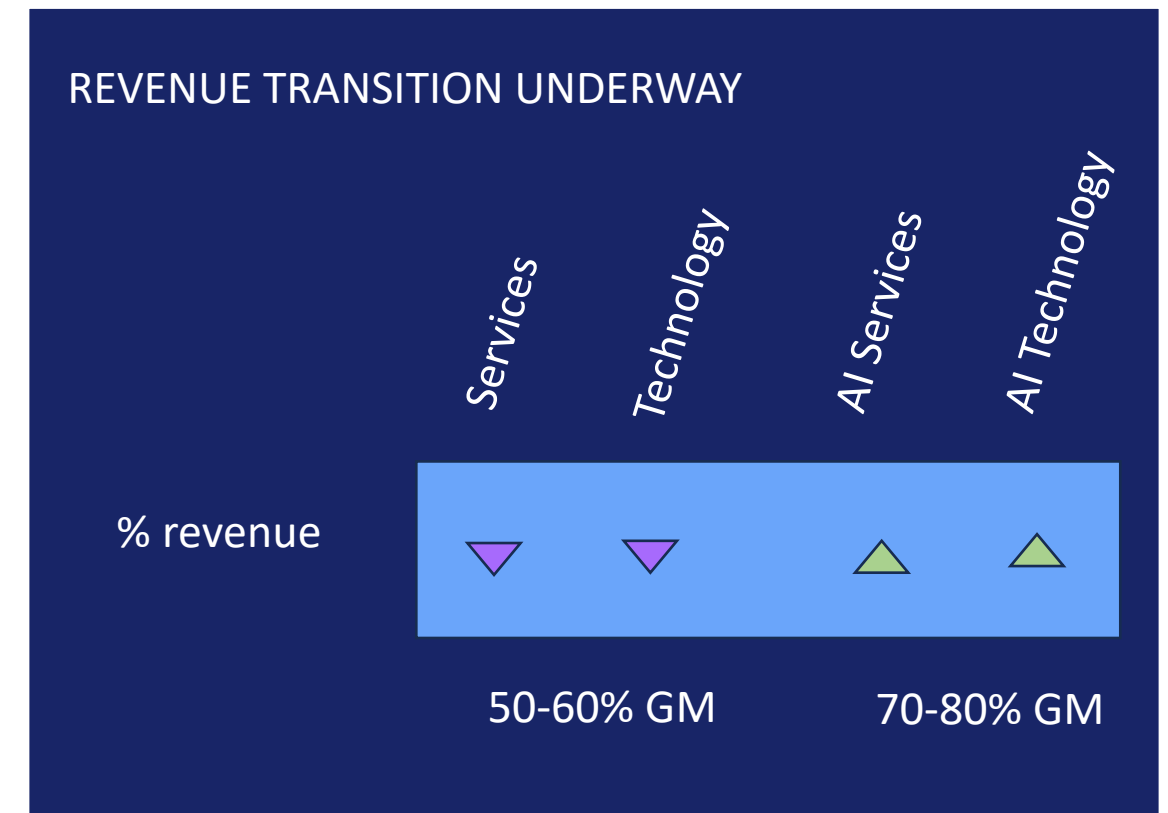 REVENUE TRANSITION UNDERWAY
Services
Technology
AI Services
AI Technology
% revenue
50-60% GM
70-80% GM